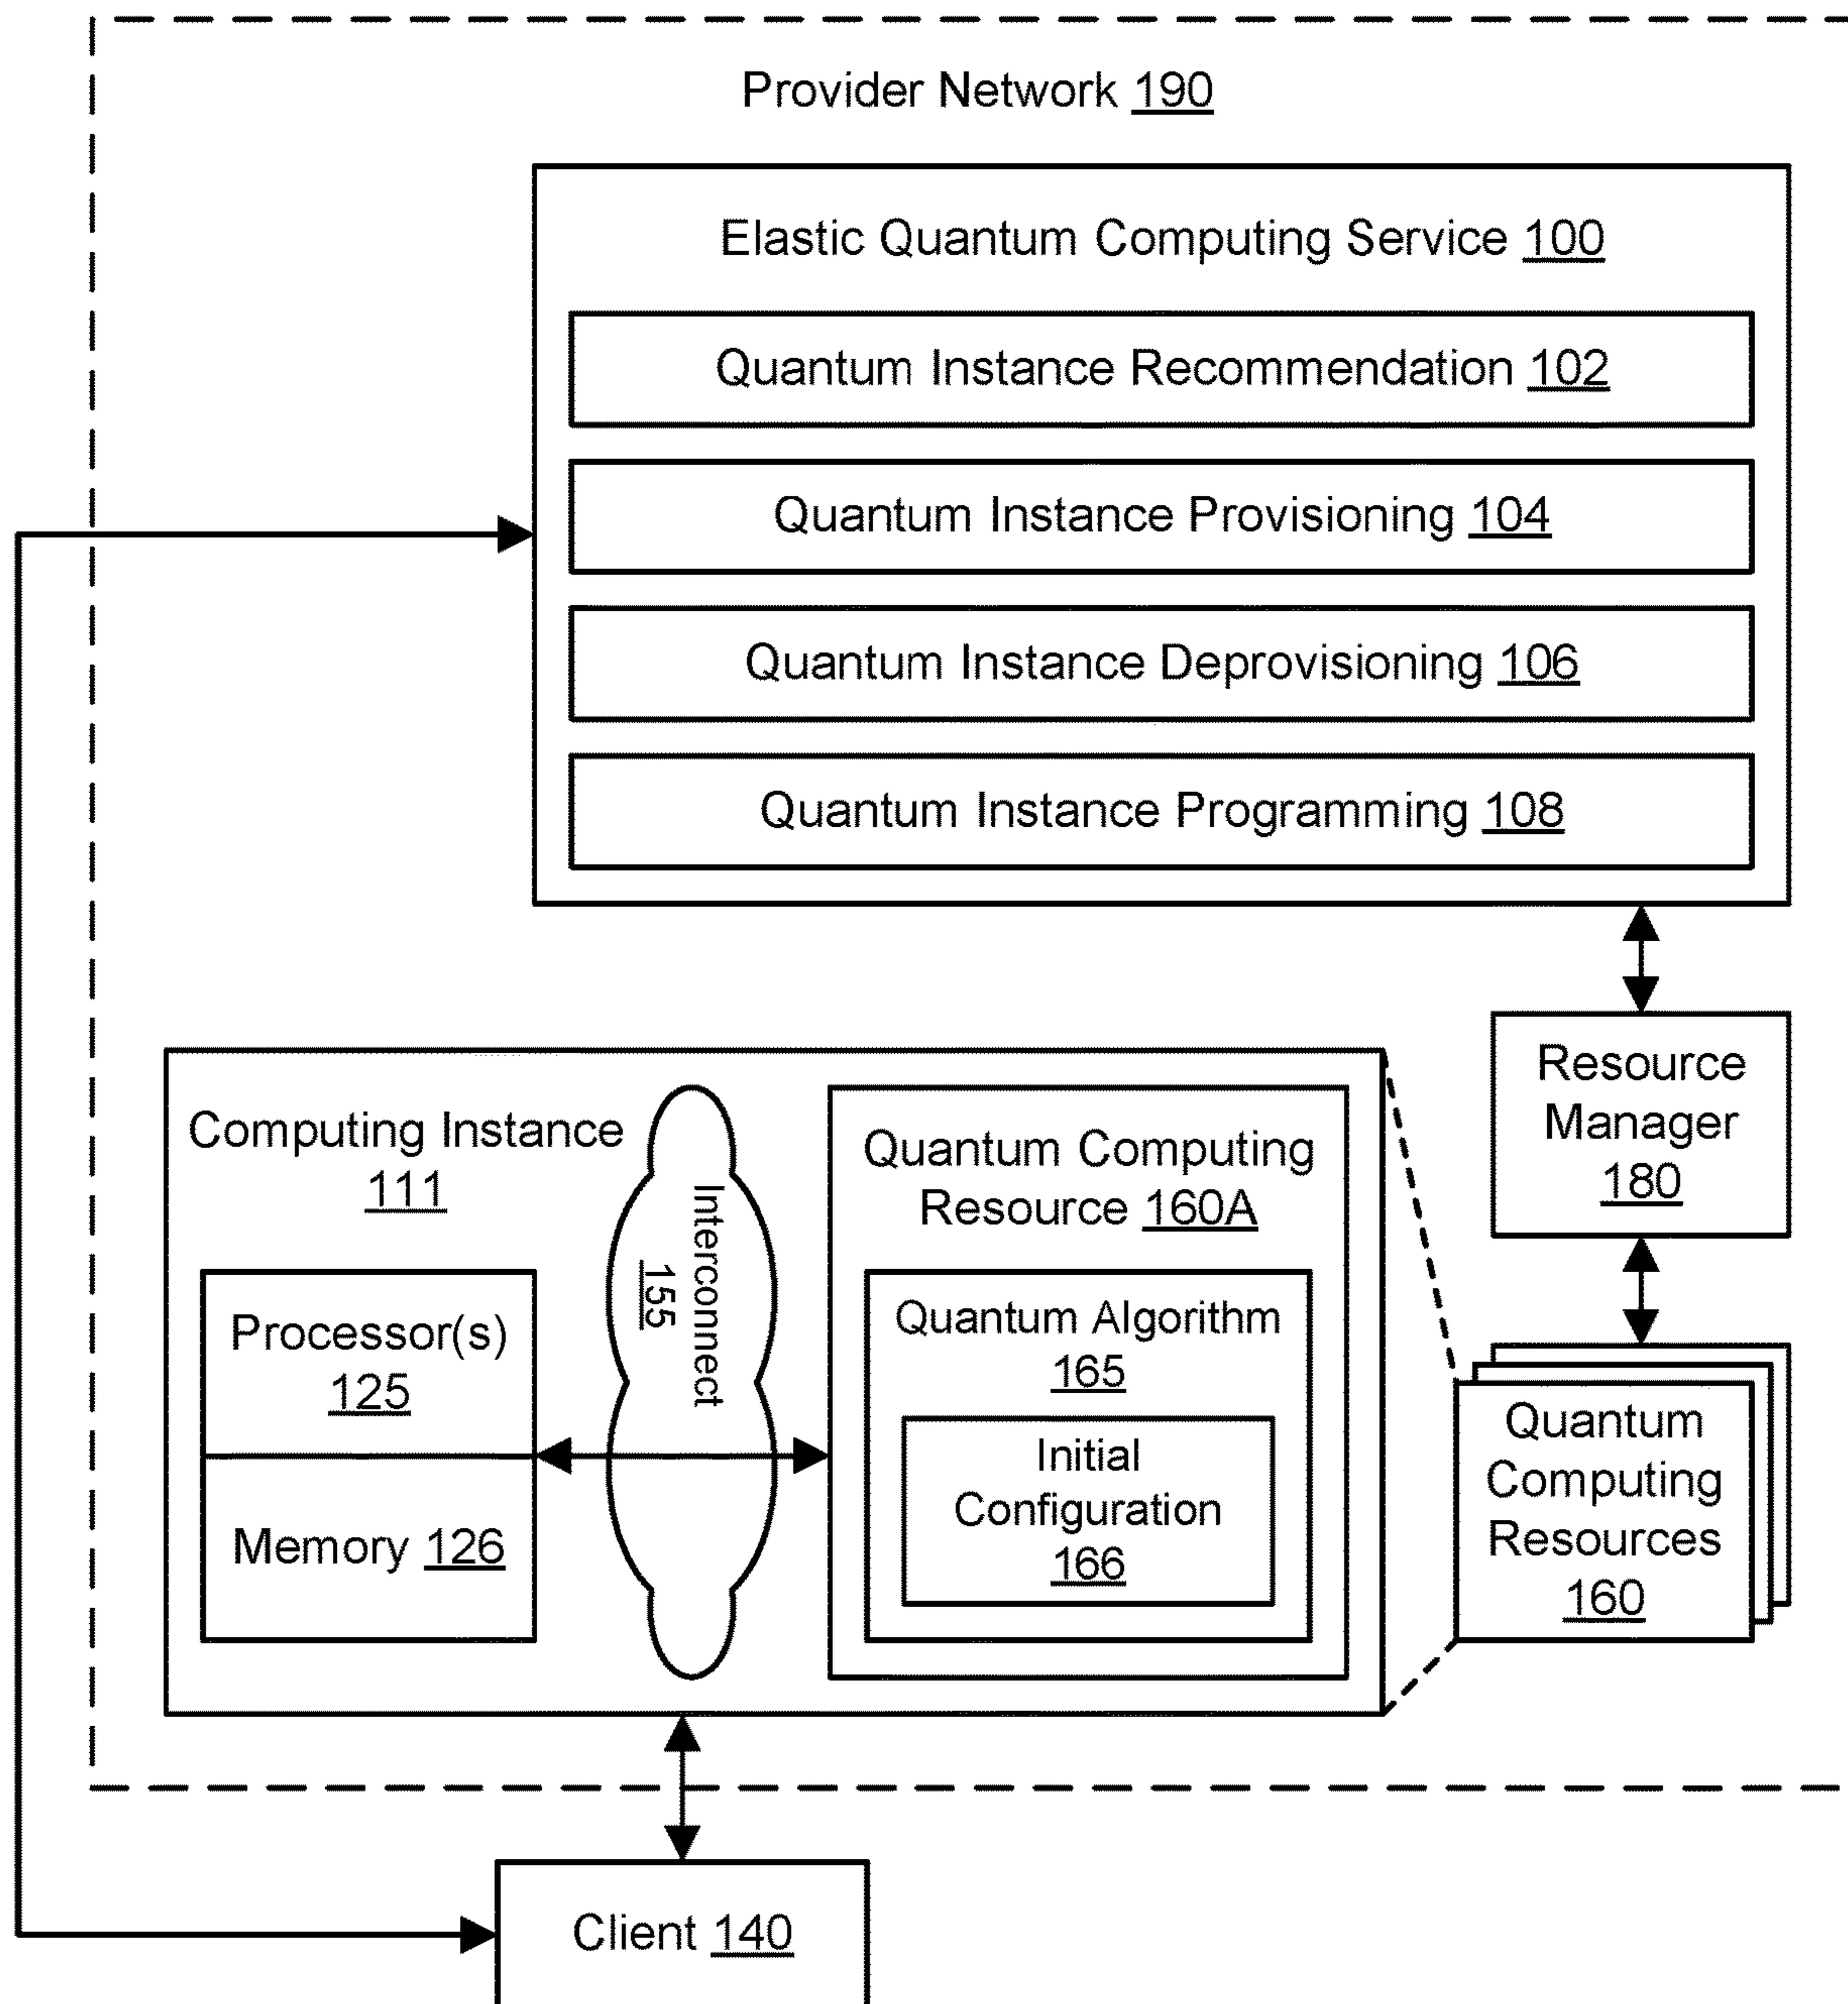 Provider Network 190
Elastic Quantum Computing Service 100
Quantum Instance Recommendation 102
Quantum Instance Provisioning 104
Quantum Instance Deprovisioning 106
Quantum Instance Programming 108
Resource
Manager
180
Computing Instance
111
Processor(s)
125
Memory 126
Interconnect
155
Quantum Computing
Resource 160A
Quantum Algorithm
165
Initial
Configuration
166
Quantum
Computing
Resources
160
Client 140